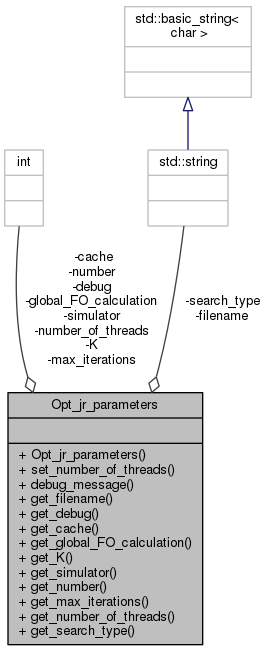 std::basic_string<
char >
int
std::string
-cache
-number
-debug
-global_FO_calculation
-simulator
-number_of_threads
-K
-max_iterations
-search_type
-filename
Opt_jr_parameters
+ Opt_jr_parameters()
+ set_number_of_threads()
+ debug_message()
+ get_filename()
+ get_debug()
+ get_cache()
+ get_global_FO_calculation()
+ get_K()
+ get_simulator()
+ get_number()
+ get_max_iterations()
+ get_number_of_threads()
+ get_search_type()